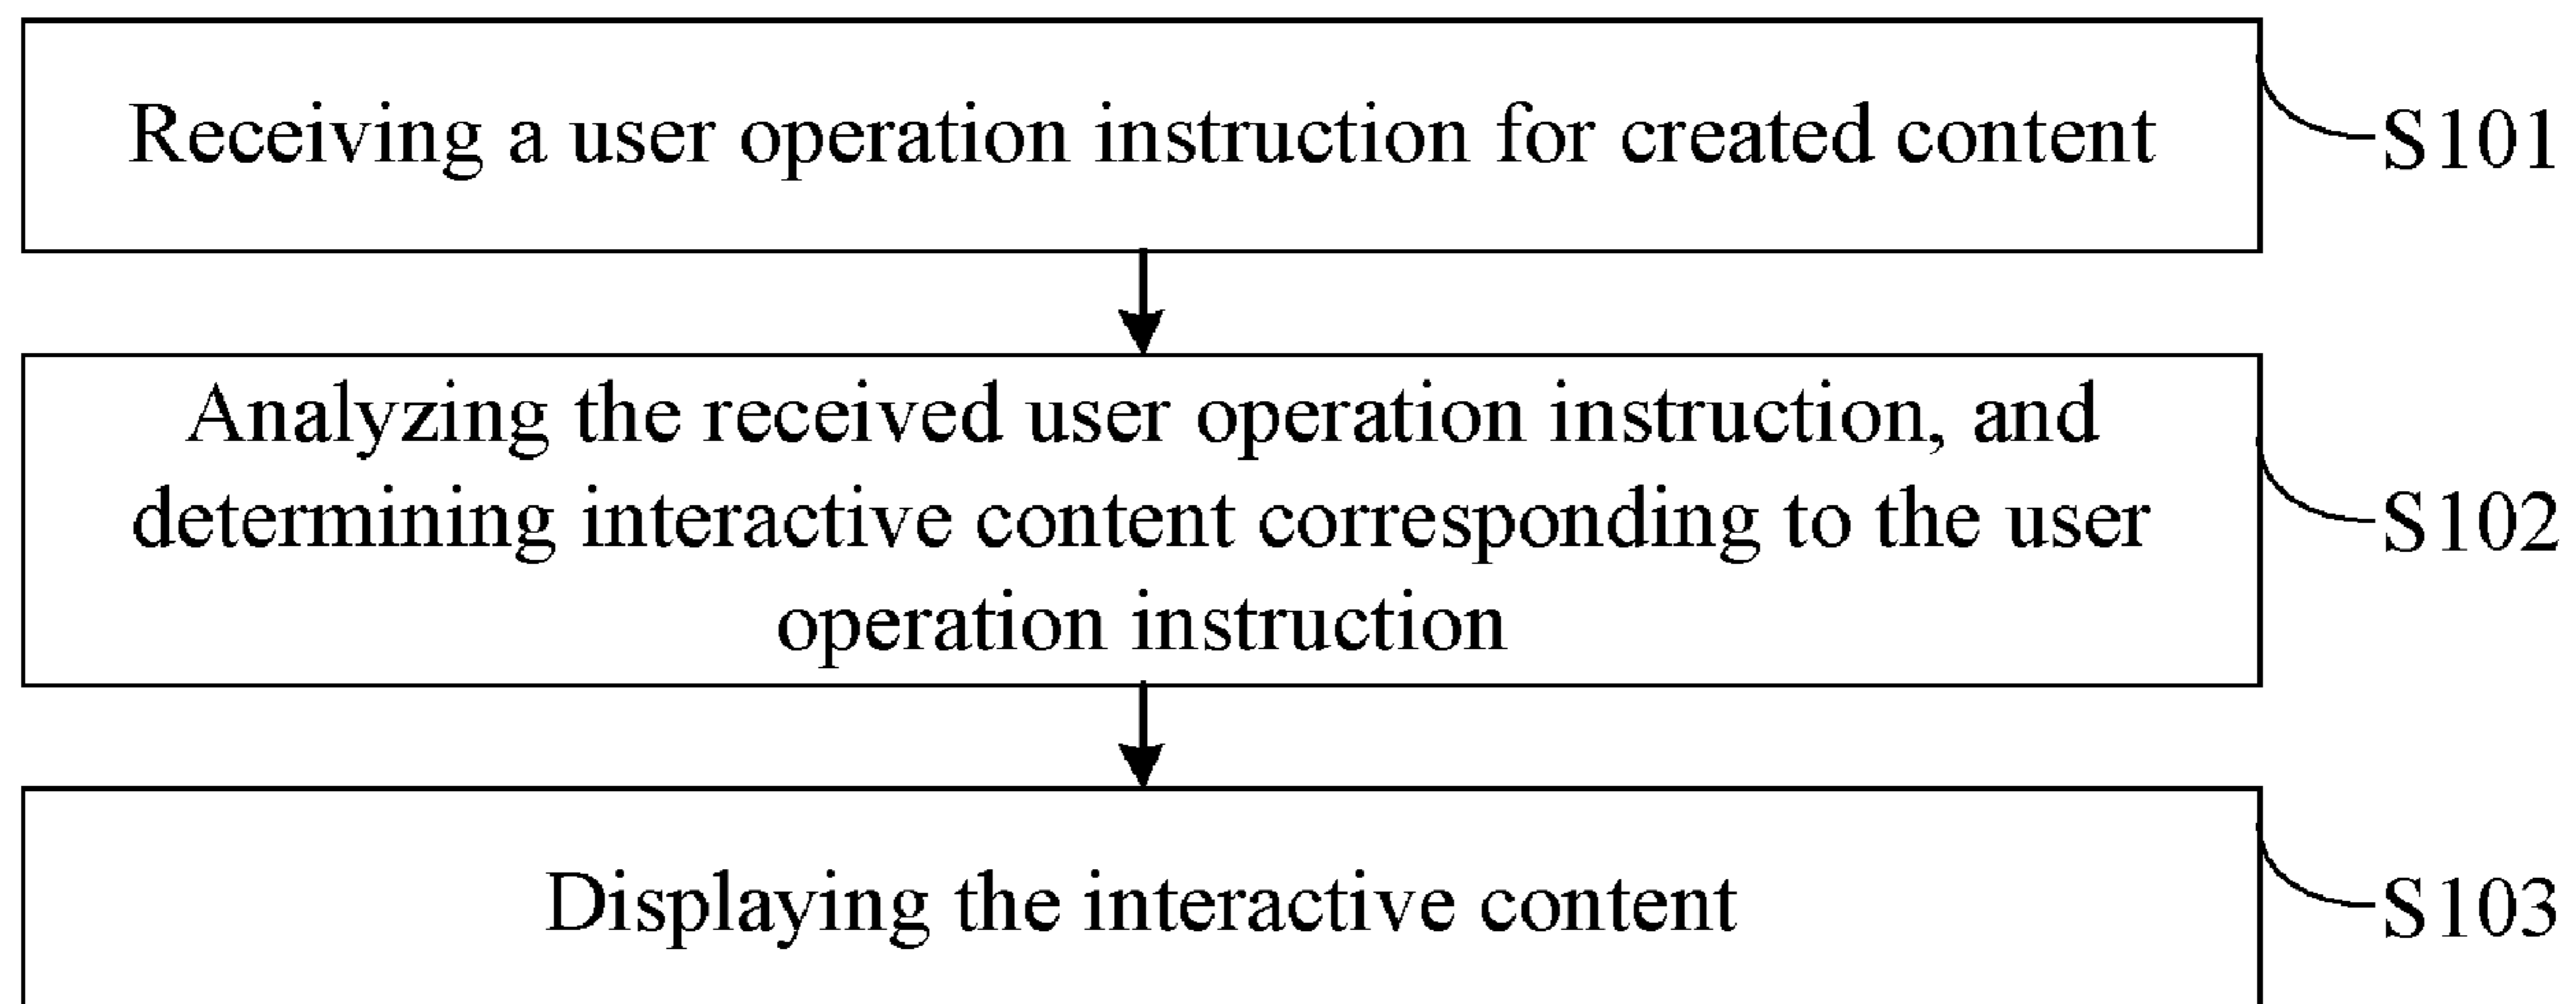 Receiving a user operation instruction for created content
S101
Analyzing the received user operation instruction, and
determining interactive content corresponding to the user
operation instruction
S102
Displaying the interactive content
S103